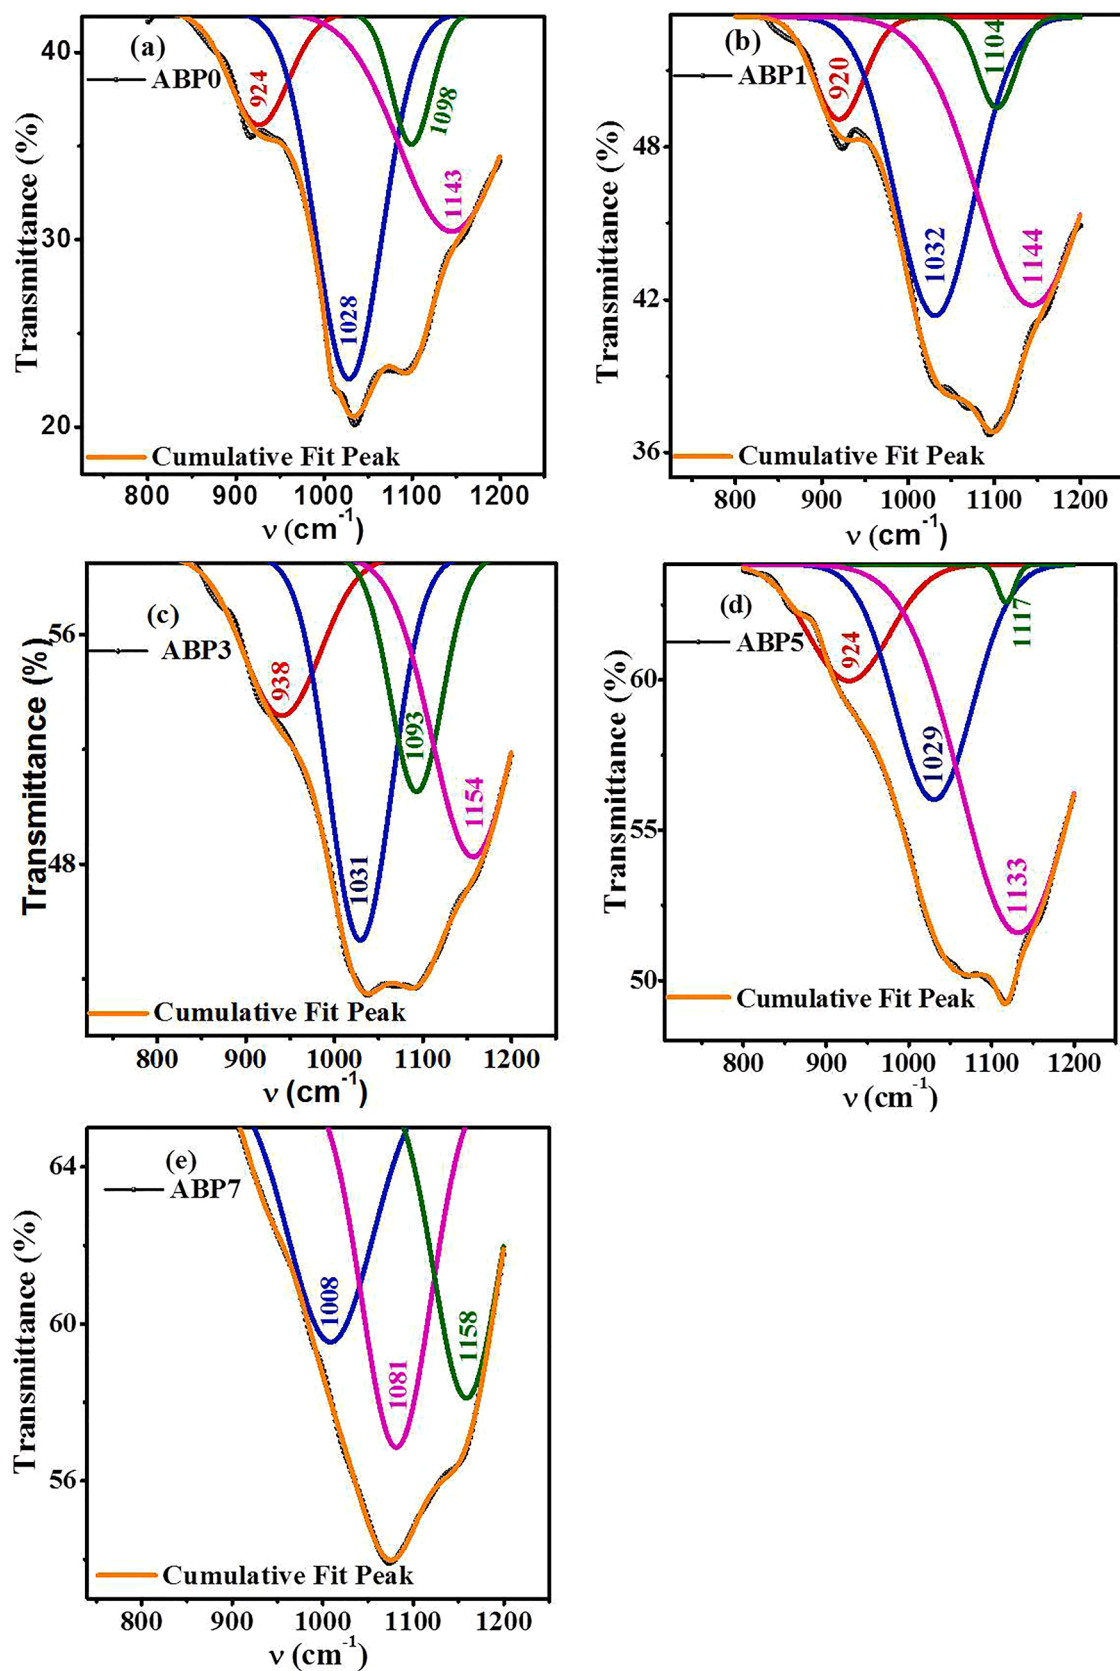 (a)
ABP0
924
1028
1098
1143
40
30
20
Transmittance (%)
Cumulative Fit Peak
800 900 1000 1100 1200
ν (cm-1)
(b)
ABP1
920
1032
1104
1144
48
42
36
Transmittance (%)
Cumulative Fit Peak
800 900 1000 1100 1200
ν (cm-1)
(c)
ABP3
938
1031
1093
1154
56
48
Transmittance (%)
Cumulative Fit Peak
800 900 1000 1100 1200
ν (cm-1)
(d)
ABP5
924
1029
1117
1133
60
55
50
Transmittance (%)
Cumulative Fit Peak
800 900 1000 1100 1200
ν (cm-1)
(e)
ABP7
1008
1081
1158
64
60
56
Transmittance (%)
Cumulative Fit Peak
800 900 1000 1100 1200
ν (cm-1)